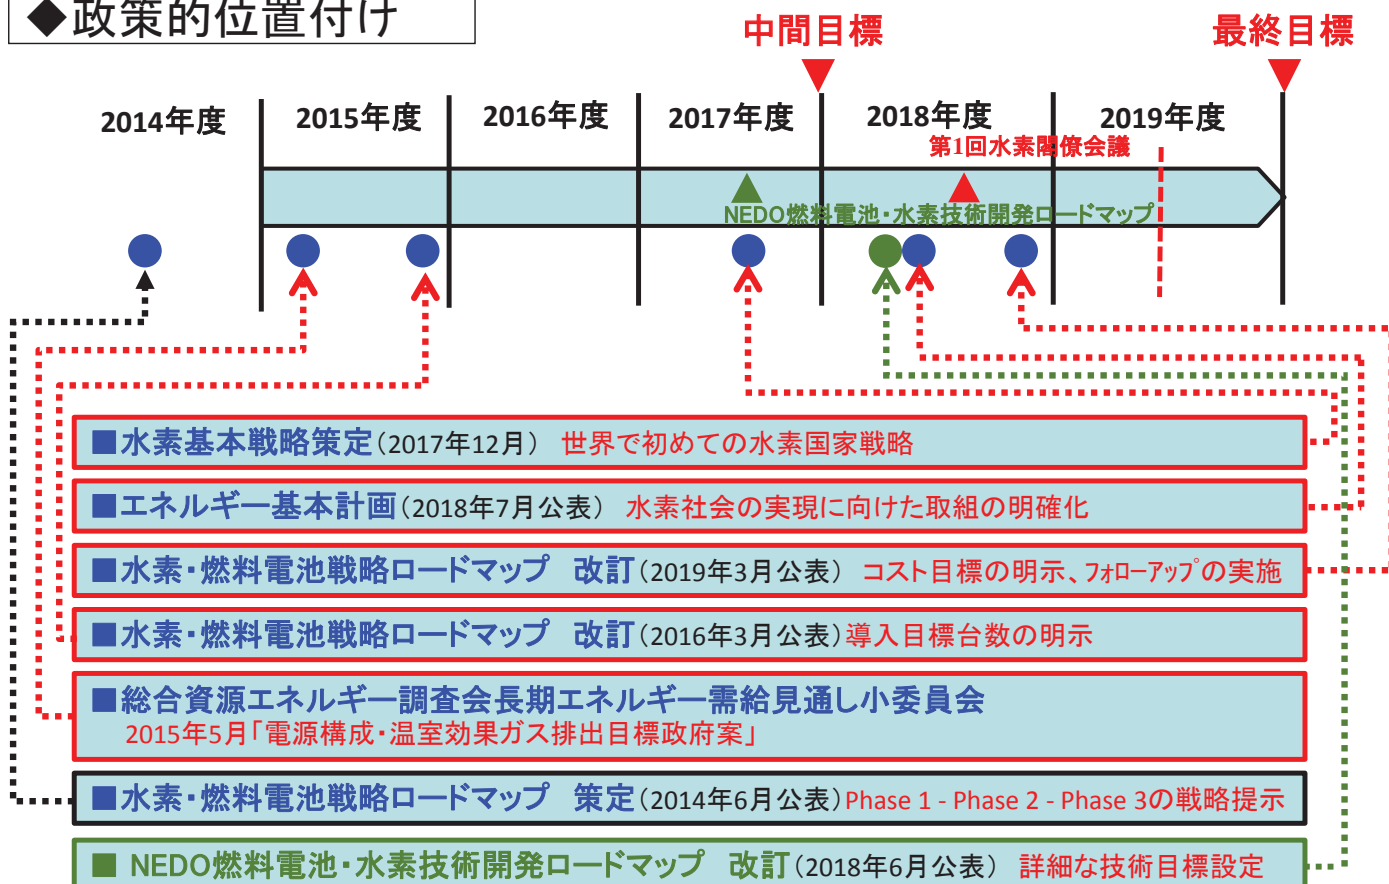 ◆政策的位置付け
中間目標
最終目標
2014年度
2015年度
2016年度
2017年度
2018年度
2019年度
第1回水素閣僚会議
NEDO燃料電池・水素技術開発ロードマップ
■水素基本戦略策定(2017年12月) 世界で初めての水素国家戦略
■エネルギー基本計画(2018年7月公表) 水素社会の実現に向けた取組の明確化
■水素・燃料電池戦略ロードマップ 改訂(2019年3月公表) コスト目標の明示、フォローアップの実施
■水素・燃料電池戦略ロードマップ 改訂(2016年3月公表)導入目標台数の明示
■総合資源エネルギー調査会長期エネルギー需給見通し小委員会
2015年5月「電源構成・温室効果ガス排出目標政府案」
■水素・燃料電池戦略ロードマップ 策定(2014年6月公表)Phase 1 - Phase 2 - Phase 3の戦略提示
■ NEDO燃料電池・水素技術開発ロードマップ 改訂(2018年6月公表) 詳細な技術目標設定